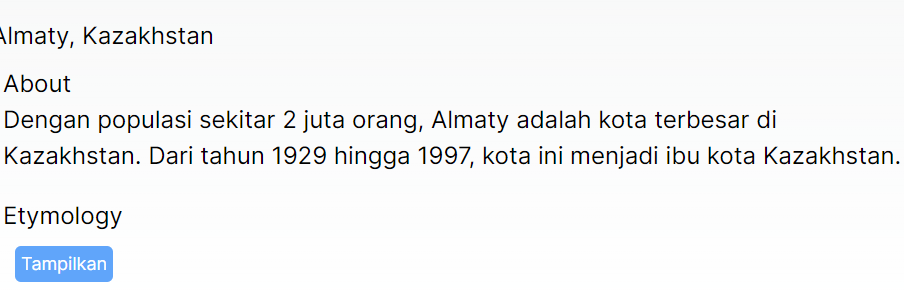 Almaty, Kazakhstan
About
Dengan populasi sekitar 2 juta orang, Almaty adalah kota terbesar di
Kazakhstan. Dari tahun 1929 hingga 1997, kota ini menjadi ibu kota Kazakhstan.
Etymology
Tampilkan